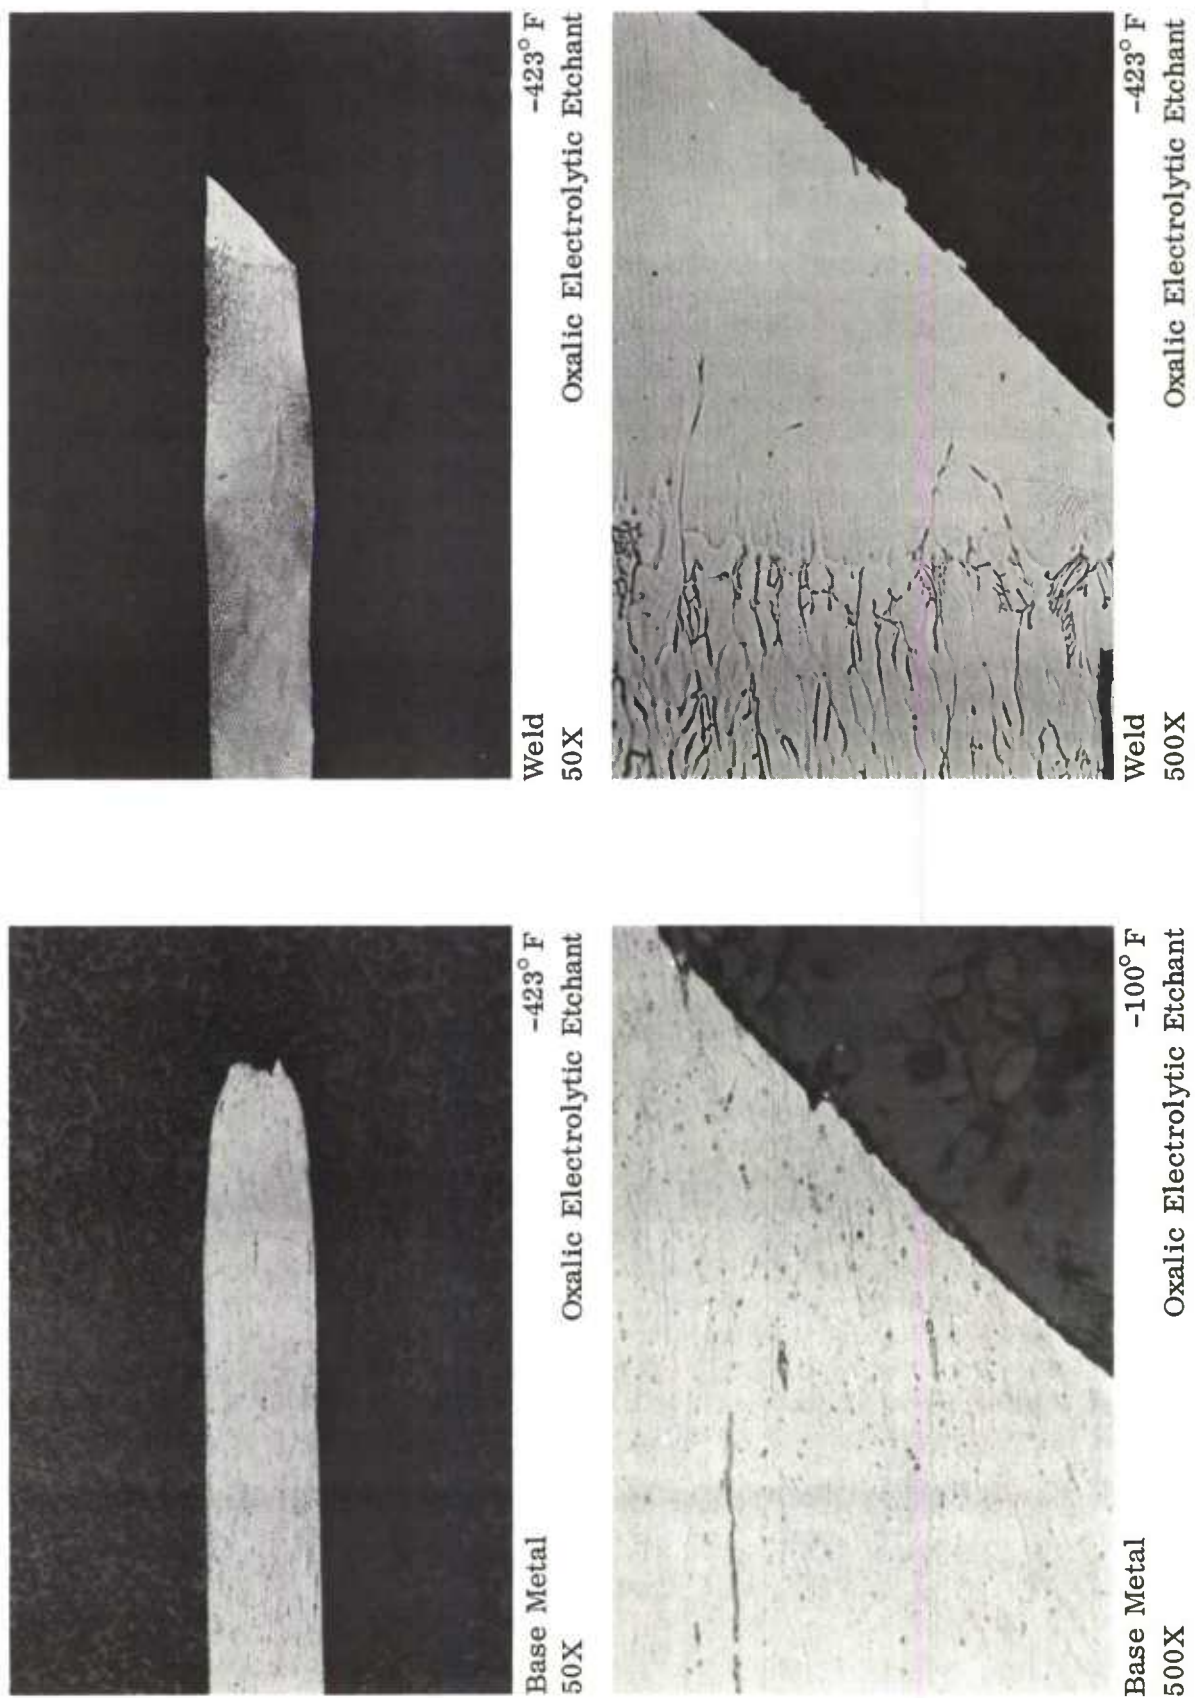 Weld
-423° F
50X
Oxalic Electrolytic Etchant
Weld
-423° F
500X
Oxalic Electrolytic Etchant
Base Metal
-423° F
50X
Oxalic Electrolytic Etchant
Base Metal
-100° F
500X
Oxalic Electrolytic Etchant